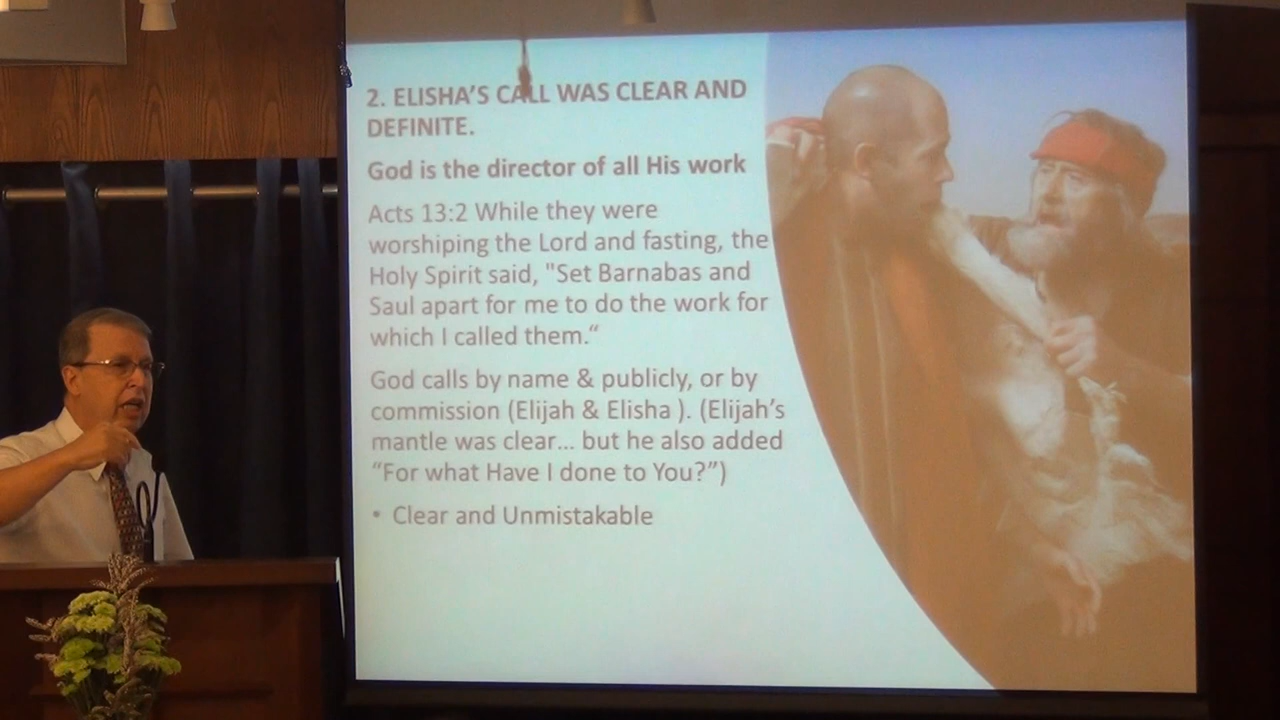 2. ELISHA'S CALL WAS CLEAR AND
DEFINITE.
God is the director of all His work
Acts 13:2 While they were
worshiping the Lord and fasting, the
Holy Spirit said, "Set Barnabas and
Saul apart for me to do the work for
which I called them.“
God calls by name & publicly, or by
commission (Elijah & Elisha ). (Elijah's
mantle was clear... but he also added
“For what Have I done to You?”)
• Clear and Unmistakable